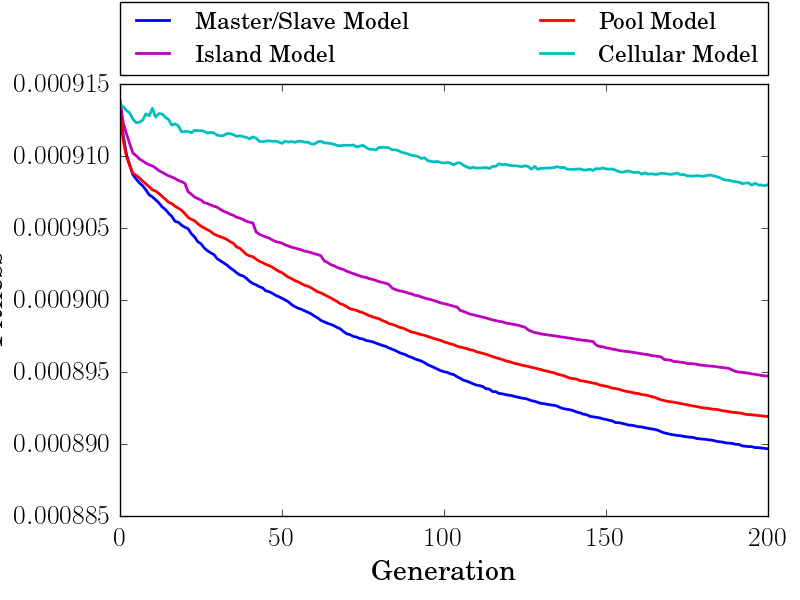 Master/Slave Model
Pool Model
Island Model
Cellular Model
0.000915
0.000910
0.000905
0.000900
0.000895
0.000890
0.000885
0
50
100
150
200
Generation